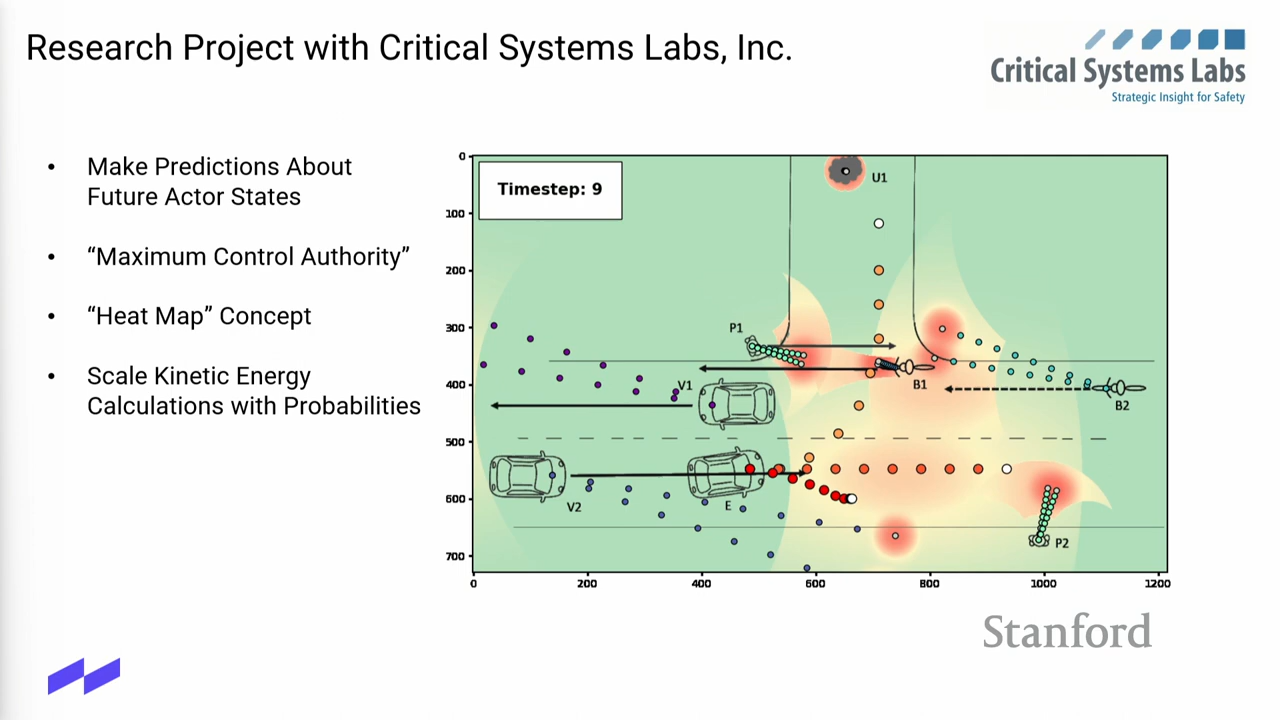 Research Project with Critical Systems Labs, Inc.
Critical Systems Labs
Strategic Insight for Safety
• Make Predictions About
Future Actor States
• “Maximum Control Authority”
• “Heat Map” Concept
• Scale Kinetic Energy
Calculations with Probabilities
Timestep: 9
U1
P1
V1
B1
B2
V2
E
P2
0
100
200
300
400
500
600
700
0 200 400 600 800 1000 1200
Stanford